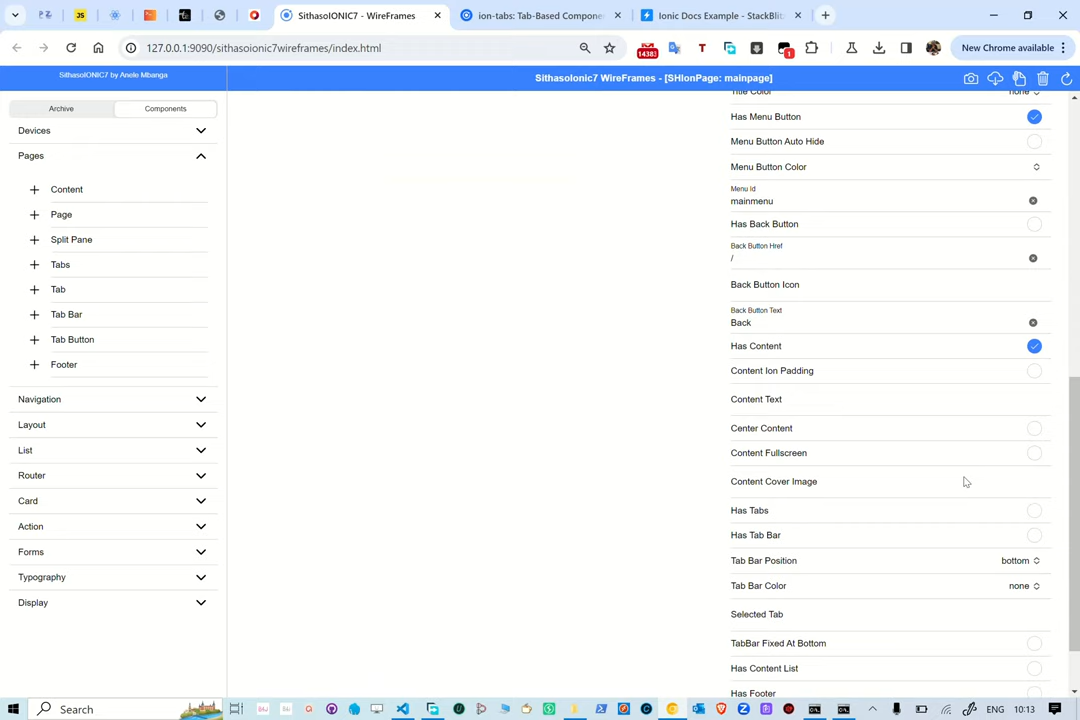 SithasoIONIC7 - WireFrames
ion-tabs: Tab-Based Compone
Ionic Docs Example - StackBli
127.0.0.1:9090/sithasoionic7wireframes/index.html
14383
1
New Chrome available
SithasoIONIC7 by Anele Mbanga
SithasoIonic7 WireFrames - [SHIonPage: mainpage]
Archive
Components
Devices
Pages
Content
Page
Split Pane
Tabs
Tab
Tab Bar
Tab Button
Footer
Navigation
Layout
List
Router
Card
Action
Forms
Typography
Display
Title Color none
Has Menu Button
Menu Button Auto Hide
Menu Button Color
Menu Id
mainmenu
Has Back Button
Back Button Href
/
Back Button Icon
Back Button Text
Back
Has Content
Content Ion Padding
Content Text
Center Content
Content Fullscreen
Content Cover Image
Has Tabs
Has Tab Bar
Tab Bar Position bottom
Tab Bar Color none
Selected Tab
TabBar Fixed At Bottom
Has Content List
Has Footer
Search
ENG 10:13